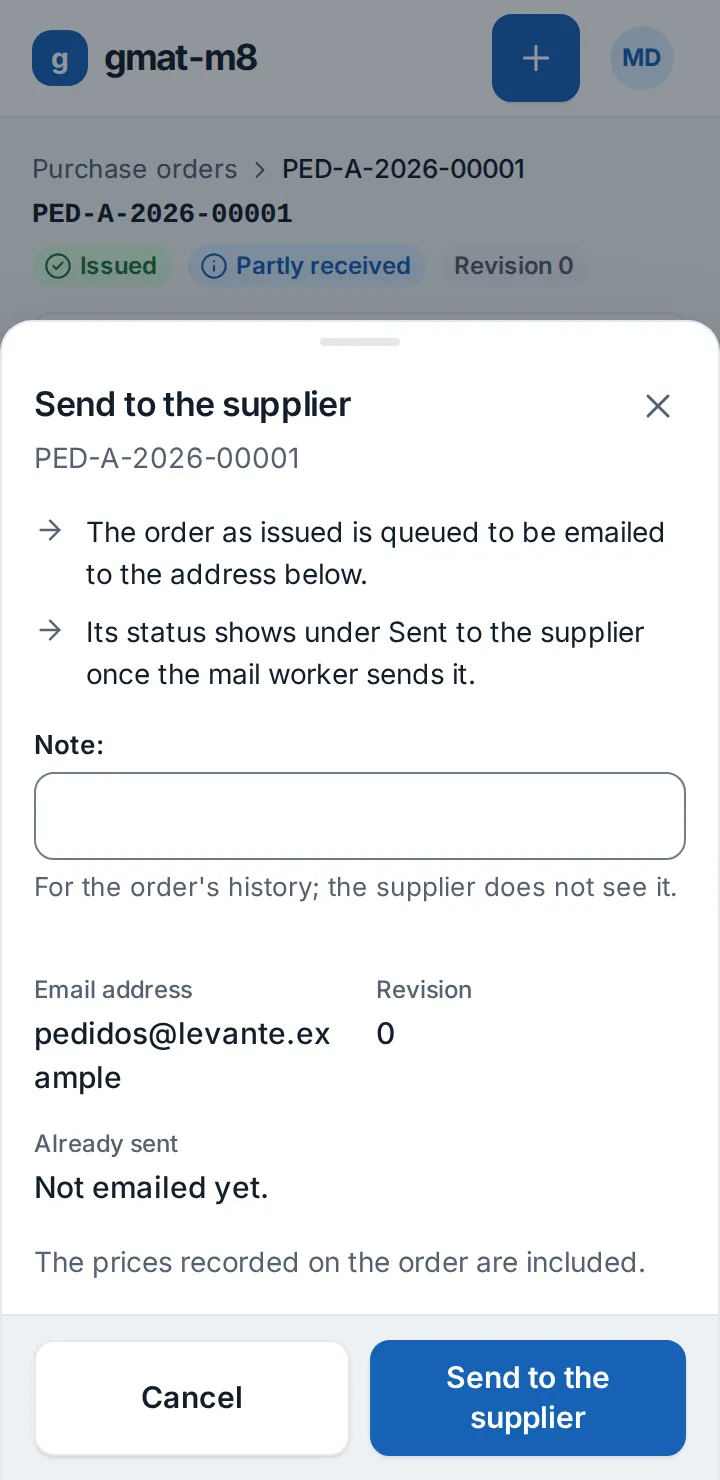 g gmat-m8 + MD
Purchase orders > PED-A-2026-00001
PED-A-2026-00001
Issued Partly received Revision 0
Send to the supplier
PED-A-2026-00001
→ The order as issued is queued to be emailed
to the address below.
→ Its status shows under Sent to the supplier
once the mail worker sends it.
Note:
For the order's history; the supplier does not see it.
Email address Revision
pedidos@levante.ex 0
ample
Already sent
Not emailed yet.
The prices recorded on the order are included.
Cancel Send to the
supplier